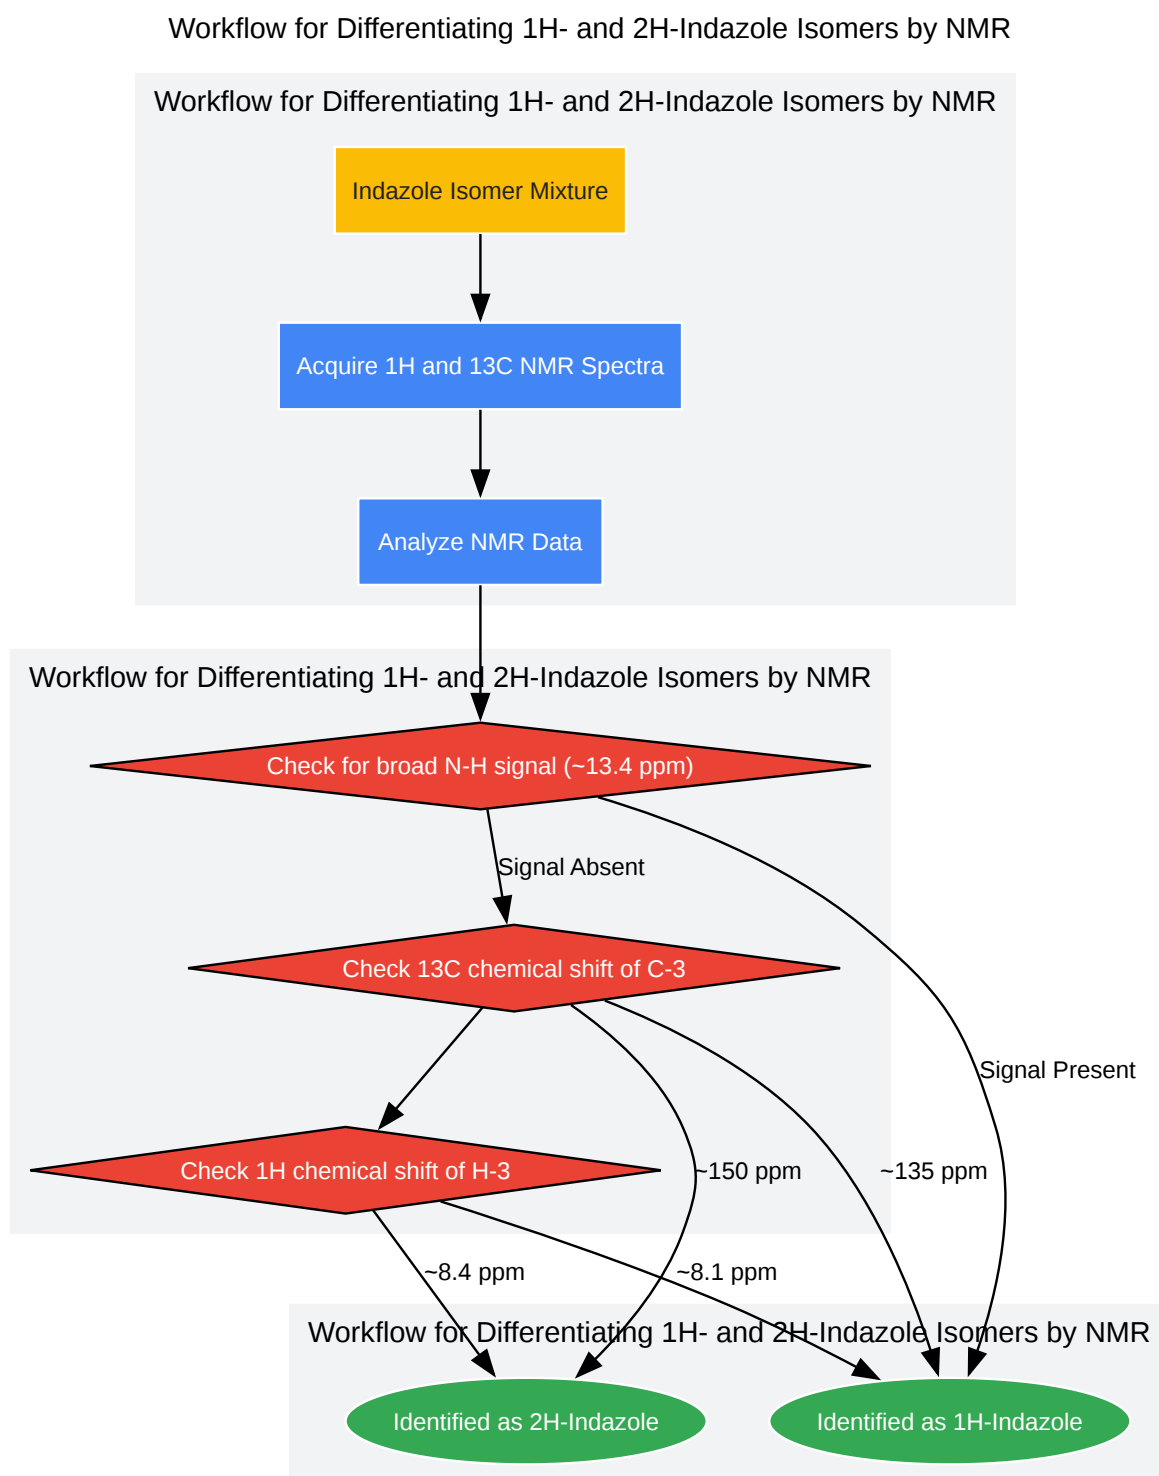 Workflow for Differentiating 1H- and 2H-Indazole Isomers by NMR
Workflow for Differentiating 1H- and 2H-Indazole Isomers by NMR
Indazole Isomer Mixture
Acquire 1H and 13C NMR Spectra
Analyze NMR Data
Workflow for Differentiating 1H- and 2H-Indazole Isomers by NMR
Check for broad N-H signal (~13.4 ppm)
Signal Absent
Check 13C chemical shift of C-3
Signal Present
Check 1H chemical shift of H-3
~150 ppm
~135 ppm
~8.4 ppm
~8.1 ppm
Workflow for Differentiating 1H- and 2H-Indazole Isomers by NMR
Identified as 2H-Indazole
Identified as 1H-Indazole